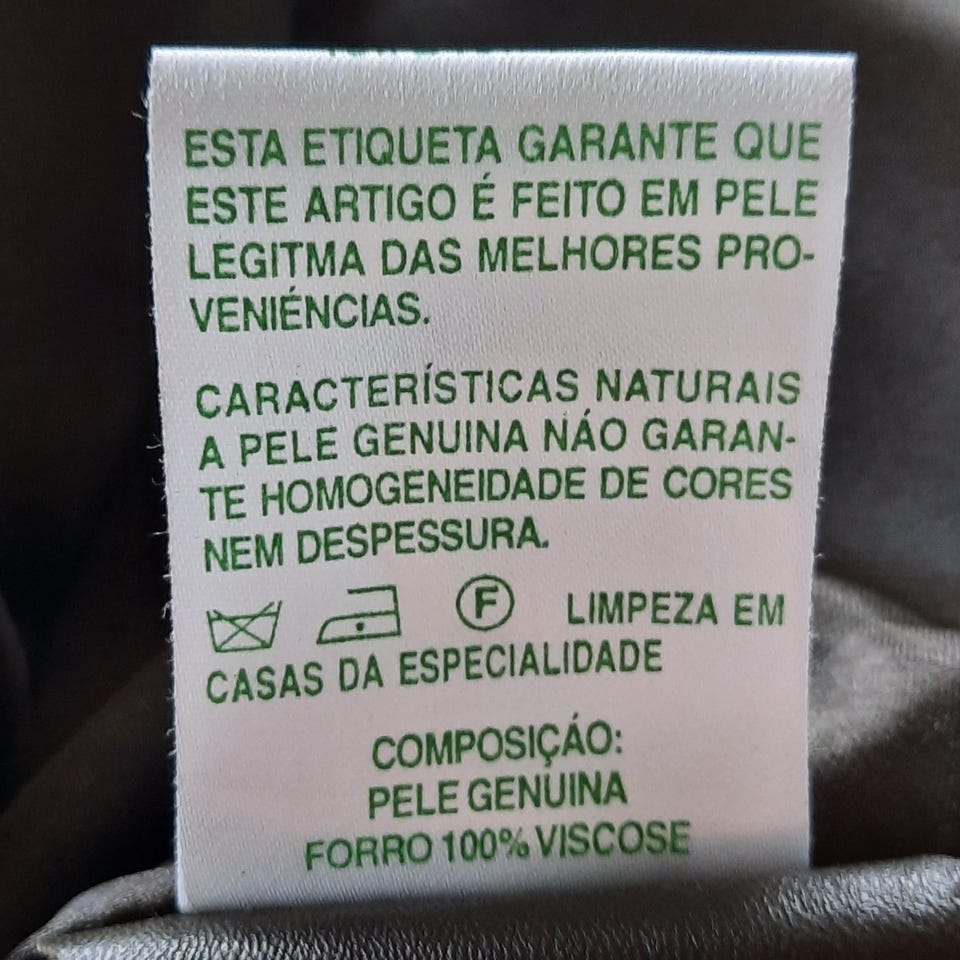 ESTA ETIQUETA GARANTE QUE
ESTE ARTIGO É FEITO EM PELE
LEGITMA DAS MELHORES PRO-
VENIÉNCIAS.
CARACTERÍSTICAS NATURAIS
A PELE GENUINA NÁO GARAN-
TE HOMOGENEIDADE DE CORES
NEM DESPESSURA.
F LIMPEZA EM
CASAS DA ESPECIALIDADE
COMPOSIÇÁO:
PELE GENUINA
FORRO 100% VISCOSE